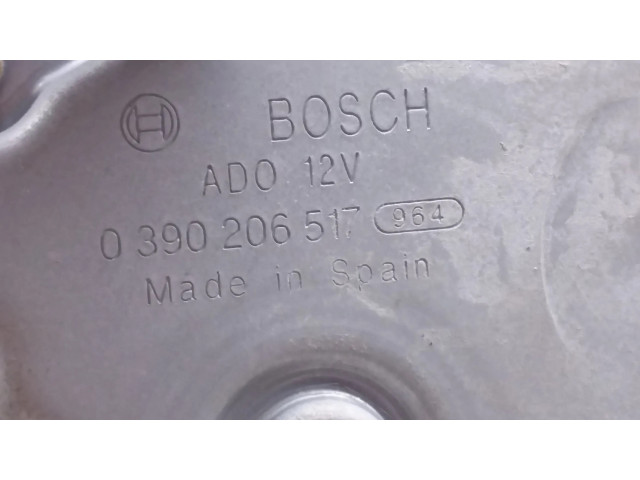 BOSCH
ADO 12V
0 390 206 517 964
Made in Spain